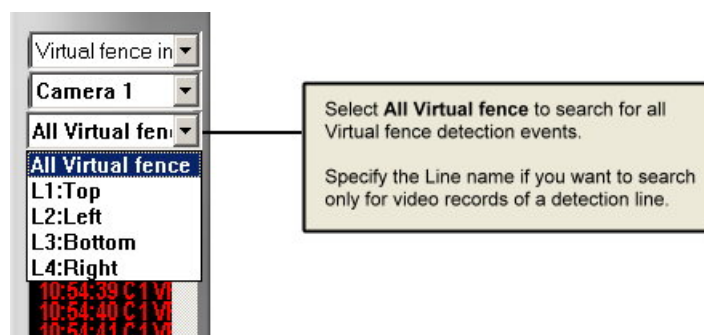 Virtual fence in
Camera 1
All Virtual fen
All Virtual fence
L1:Top
L2:Left
L3:Bottom
L4:Right
10:54:39 C 1 VI
10:54:40 C 1 VI
10:54:41 C 1 VI
Select All Virtual fence to search for all
Virtual fence detection events.
Specify the Line name if you want to search
only for video records of a detection line.